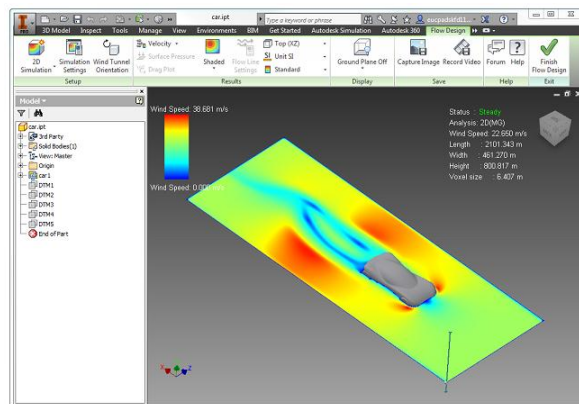 car.ipt
Type a keyword or phrase
PRO
3D Model
Inspect
Tools
Manage
View
Environments
BIM
Get Started
Autodesk Simulation
Autodesk 360
Flow Design
2D Simulation
Simulation Settings
Wind Tunnel Orientation
Velocity
Surface Pressure
Drag Plot
Shaded
Flow Line Settings
Top (XZ)
Unit SI
Standard
Ground Plane Off
Capture Image
Record Video
Forum
Help
Finish Flow Design
Setup
Results
Display
Save
Help
Exit
Model
car.ipt
3rd Party
Solid Bodies(1)
View: Master
Origin
car1
DTM1
DTM2
DTM3
DTM4
DTM5
End of Part
Wind Speed: 38.681 m/s
Wind Speed: 0.000
Status : Steady
Analysis: 2D(MG)
Wind Speed: 22.650 m/s
Length : 2101.343 m
Width : 461.270 m
Height : 800.817 m
Voxel size : 6.407 m